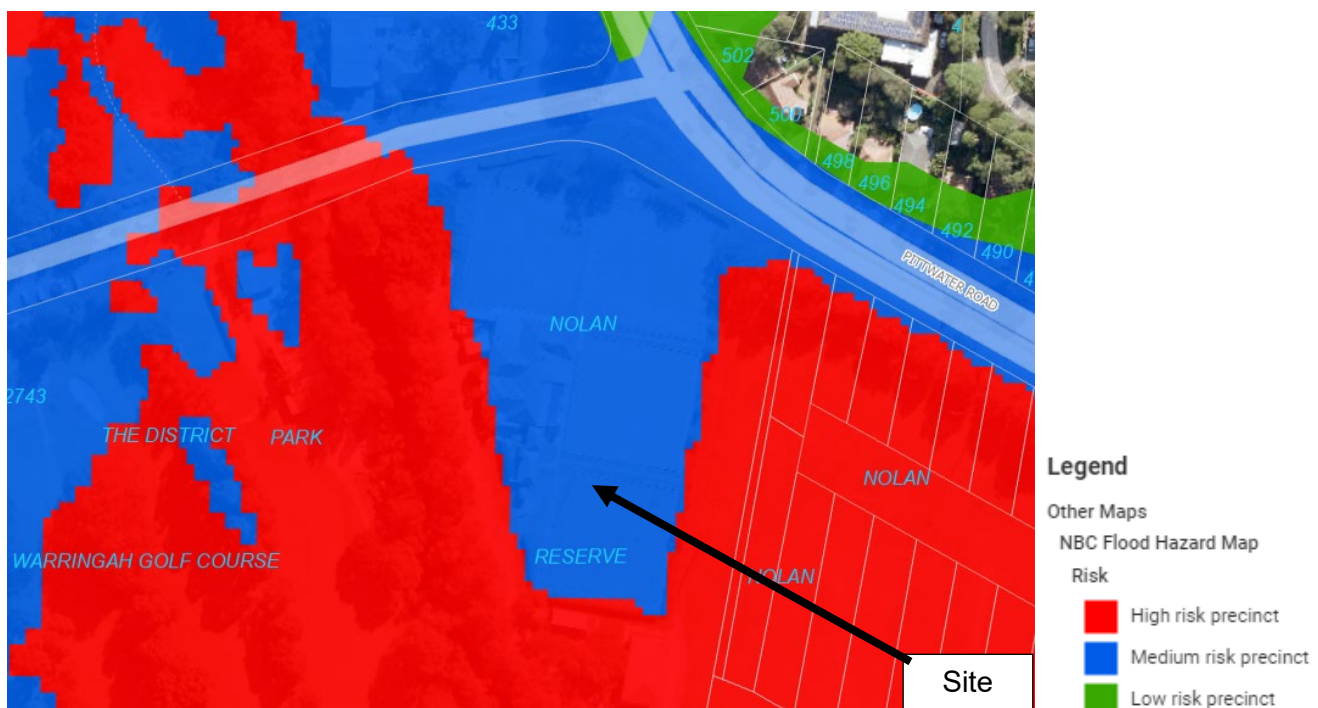 433
4
502
500
498
496
494
492
490
4
PITTWATER ROAD
NOLAN
2743
THE DISTRICT PARK
NOLAN
WARRINGAH GOLF COURSE
RESERVE
NOLAN
Site
Legend
Other Maps
NBC Flood Hazard Map
Risk
High risk precinct
Medium risk precinct
Low risk precinct